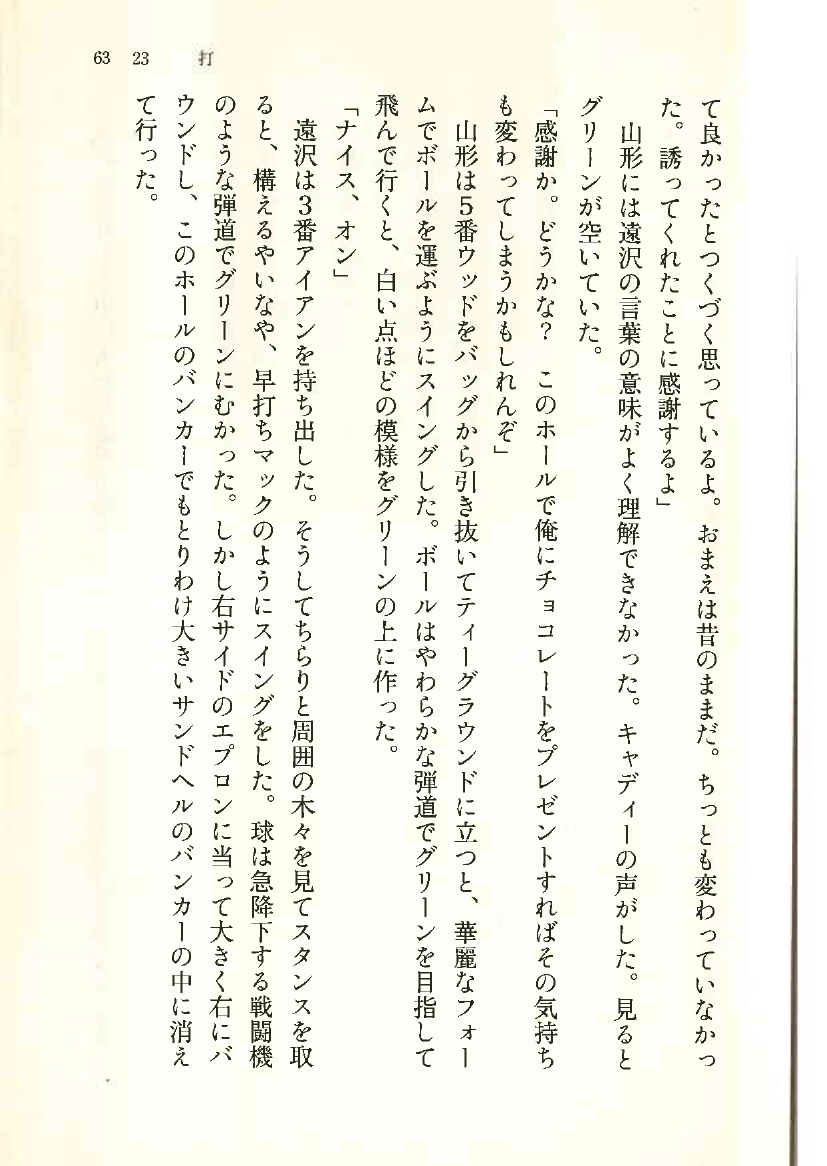 63　23　打
て良かったとつくづく思っているよ。おまえは昔のままだ。ちっとも変わっていなかっ
た。誘ってくれたことに感謝するよ」
　山形には遠沢の言葉の意味がよく理解できなかった。キャディーの声がした。見ると
グリーンが空いていた。
「感謝か。どうかな？　このホールで俺にチョコレートをプレゼントすればその気持ち
も変わってしまうかもしれんぞ」
　山形は５番ウッドをバッグから引き抜いてティーグラウンドに立つと、華麗なフォー
ムでボールを運ぶようにスイングした。ボールはやわらかな弾道でグリーンを目指して
飛んで行くと、白い点ほどの模様をグリーンの上に作った。
「ナイス、オン」
　遠沢は３番アイアンを持ち出した。そうしてちらりと周囲の木々を見てスタンスを取
ると、構えるやいなや、早打ちマックのようにスイングをした。球は急降下する戦闘機
のような弾道でグリーンにむかった。しかし右サイドのエプロンに当って大きく右にバ
ウンドし、このホールのバンカーでもとりわけ大きいサンドヘルのバンカーの中に消え
て行った。